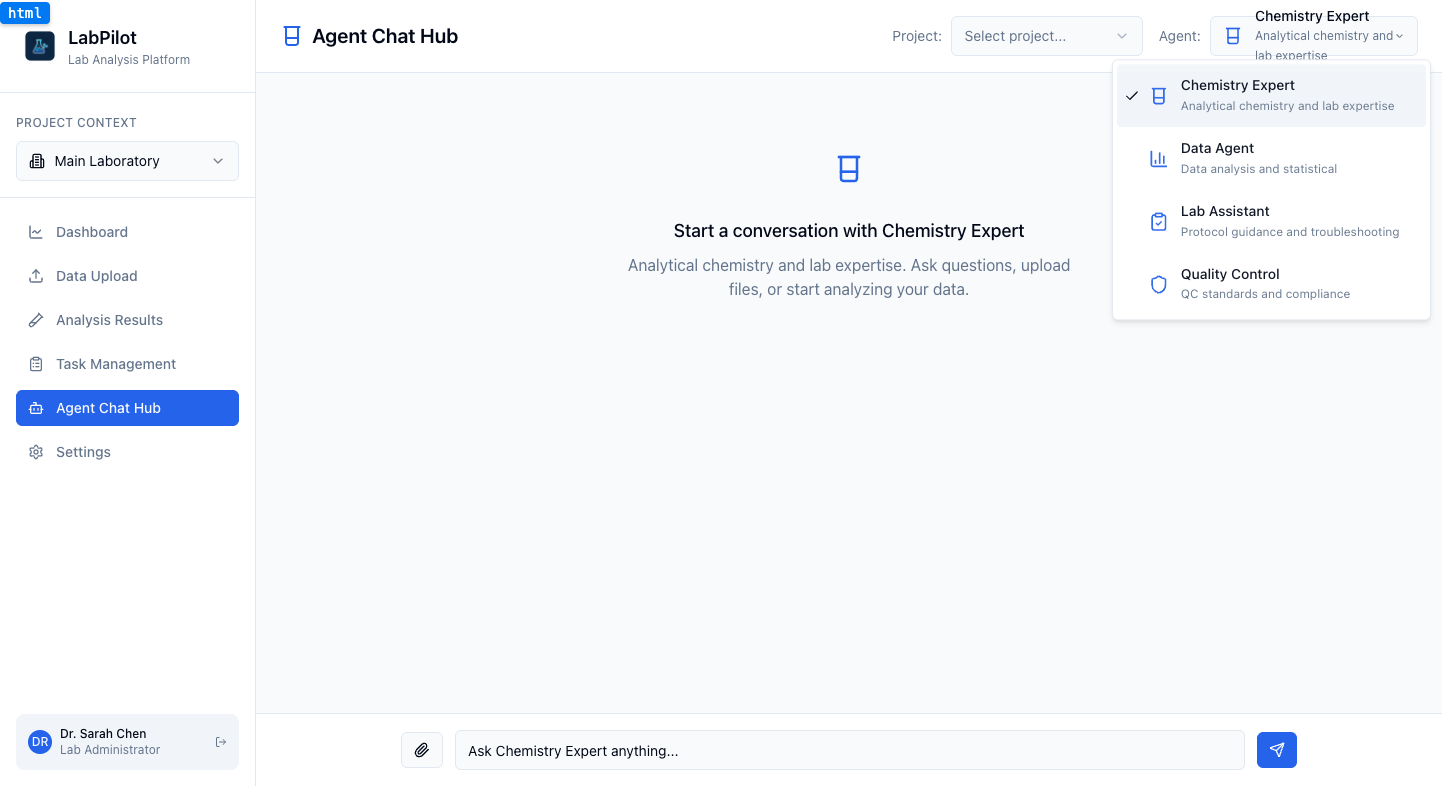 html
LabPilot
Lab Analysis Platform
PROJECT CONTEXT
Main Laboratory
Dashboard
Data Upload
Analysis Results
Task Management
Agent Chat Hub
Settings
DR
Dr. Sarah Chen
Lab Administrator
Agent Chat Hub
Project:
Select project...
Agent:
Chemistry Expert
Analytical chemistry and
lab expertise
Chemistry Expert
Analytical chemistry and lab expertise
Data Agent
Data analysis and statistical
Lab Assistant
Protocol guidance and troubleshooting
Quality Control
QC standards and compliance
Start a conversation with Chemistry Expert
Analytical chemistry and lab expertise. Ask questions, upload
files, or start analyzing your data.
Ask Chemistry Expert anything...